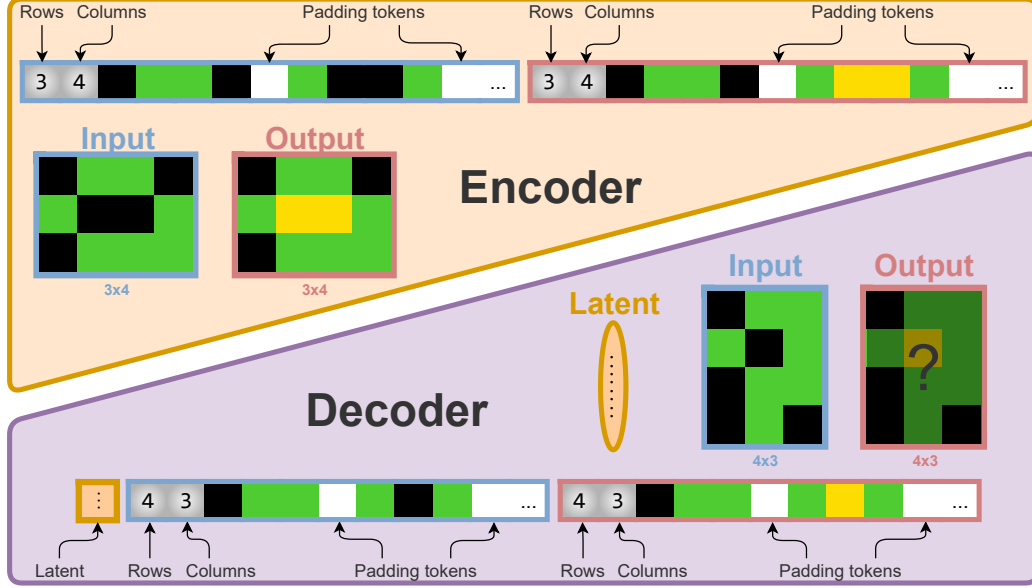 Rows Columns Padding tokens Rows Columns Padding tokens
3 4 ... 3 4 ...
Input Output
Encoder
3x4 3x4
Input Output
Latent
?
Decoder
4x3 4x3
⋮ 4 3 ... 4 3 ...
Latent Rows Columns Padding tokens Rows Columns Padding tokens